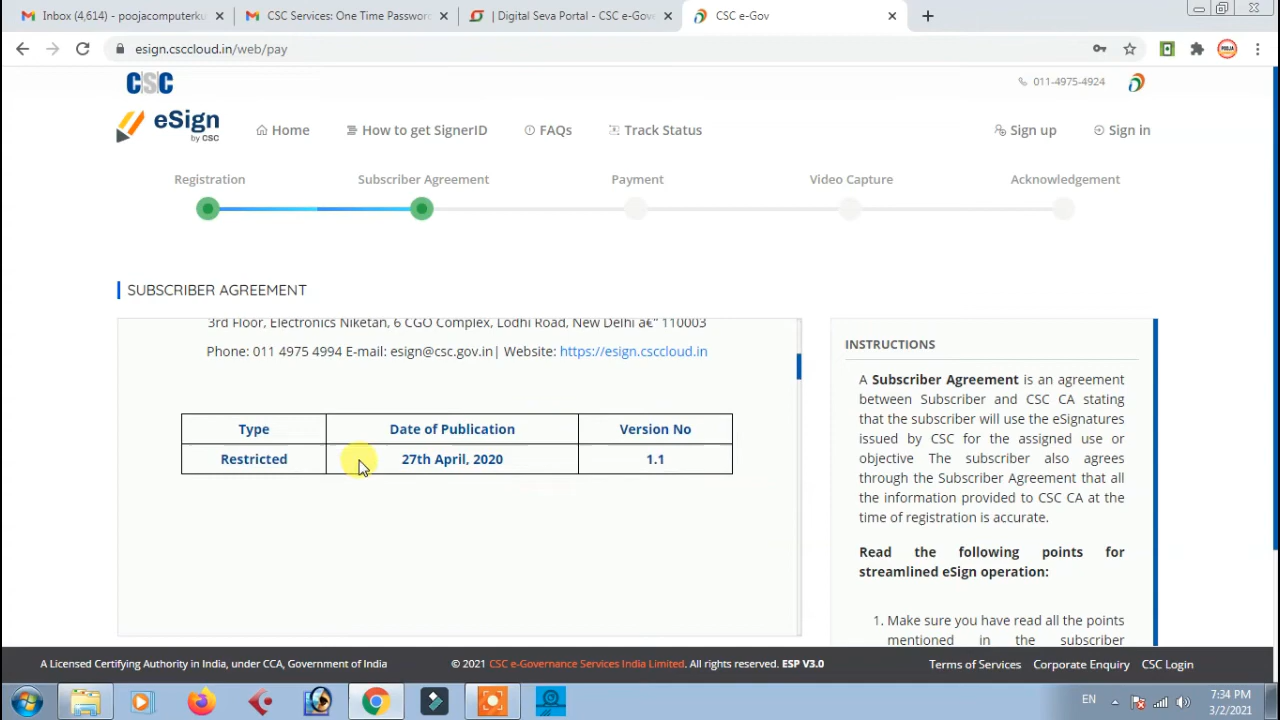 Inbox (4,614) - poojacomputerku
CSC Services: One Time Password
| Digital Seva Portal - CSC e-Gove
CSC e-Gov
esign.csccloud.in/web/pay
CSC
011-4975-4924
eSign
by CSC
Home
How to get SignerID
FAQs
Track Status
Sign up
Sign in
Registration
Subscriber Agreement
Payment
Video Capture
Acknowledgement
SUBSCRIBER AGREEMENT
3rd Floor, Electronics Niketan, 6 CGO Complex, Lodhi Road, New Delhi â€" 110003
Phone: 011 4975 4994 E-mail: esign@csc.gov.in| Website: https://esign.csccloud.in
Type Date of Publication Version No
Restricted 27th April, 2020 1.1
INSTRUCTIONS
A Subscriber Agreement is an agreement
between Subscriber and CSC CA stating
that the subscriber will use the eSignatures
issued by CSC for the assigned use or
objective The subscriber also agrees
through the Subscriber Agreement that all
the information provided to CSC CA at the
time of registration is accurate.
Read the following points for
streamlined eSign operation:
1. Make sure you have read all the points
mentioned in the subscriber
A Licensed Certifying Authority in India, under CCA, Government of India
© 2021 CSC e-Governance Services India Limited. All rights reserved. ESP V3.0
Terms of Services
Corporate Enquiry
CSC Login
EN
7:34 PM
3/2/2021